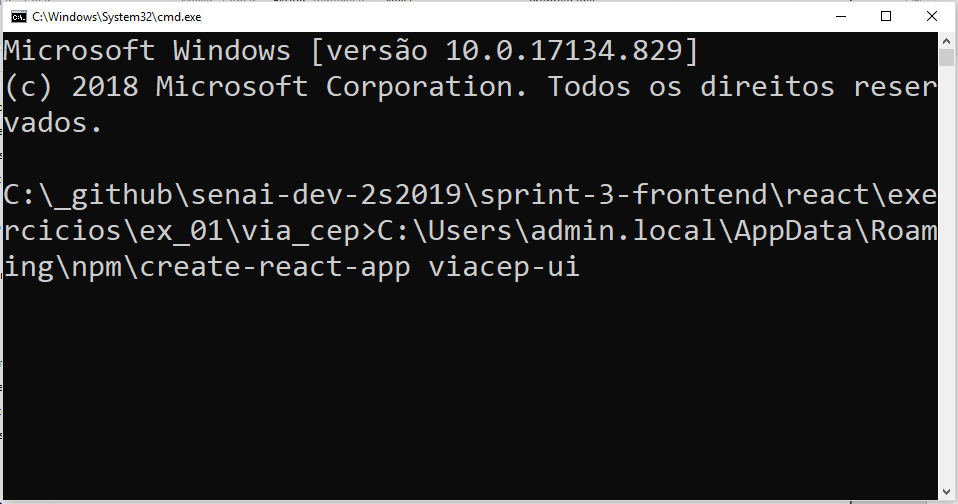 C:\Windows\System32\cmd.exe
Microsoft Windows [versão 10.0.17134.829]
(c) 2018 Microsoft Corporation. Todos os direitos reser
vados.
C:\_github\senai-dev-2s2019\sprint-3-frontend\react\exe
rcicios\ex_01\via_cep>C:\Users\admin.local\AppData\Roam
ing\npm\create-react-app viacep-ui